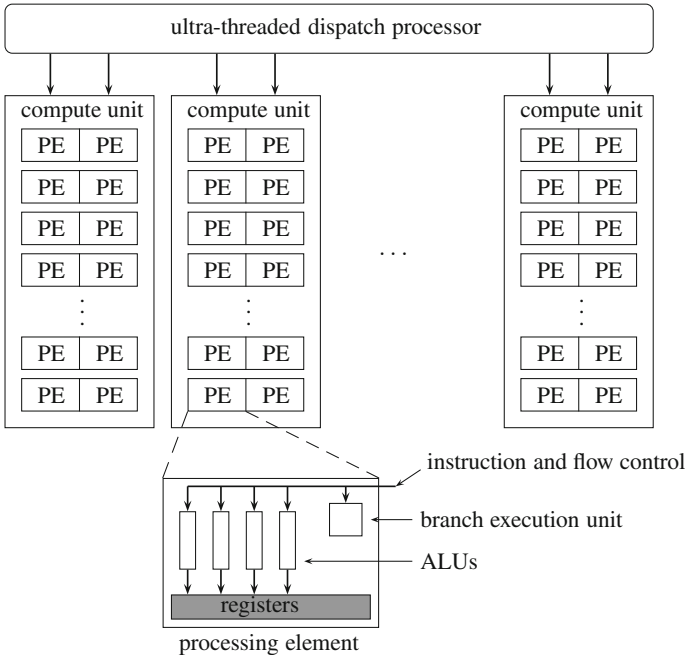 ultra-threaded dispatch processor
compute unit compute unit compute unit
PE PE PE PE PE PE
PE PE PE PE PE PE
PE PE PE PE PE PE
PE PE PE PE PE PE
PE PE PE PE PE PE
PE PE PE PE PE PE
instruction and flow control
branch execution unit
ALUs
registers
processing element